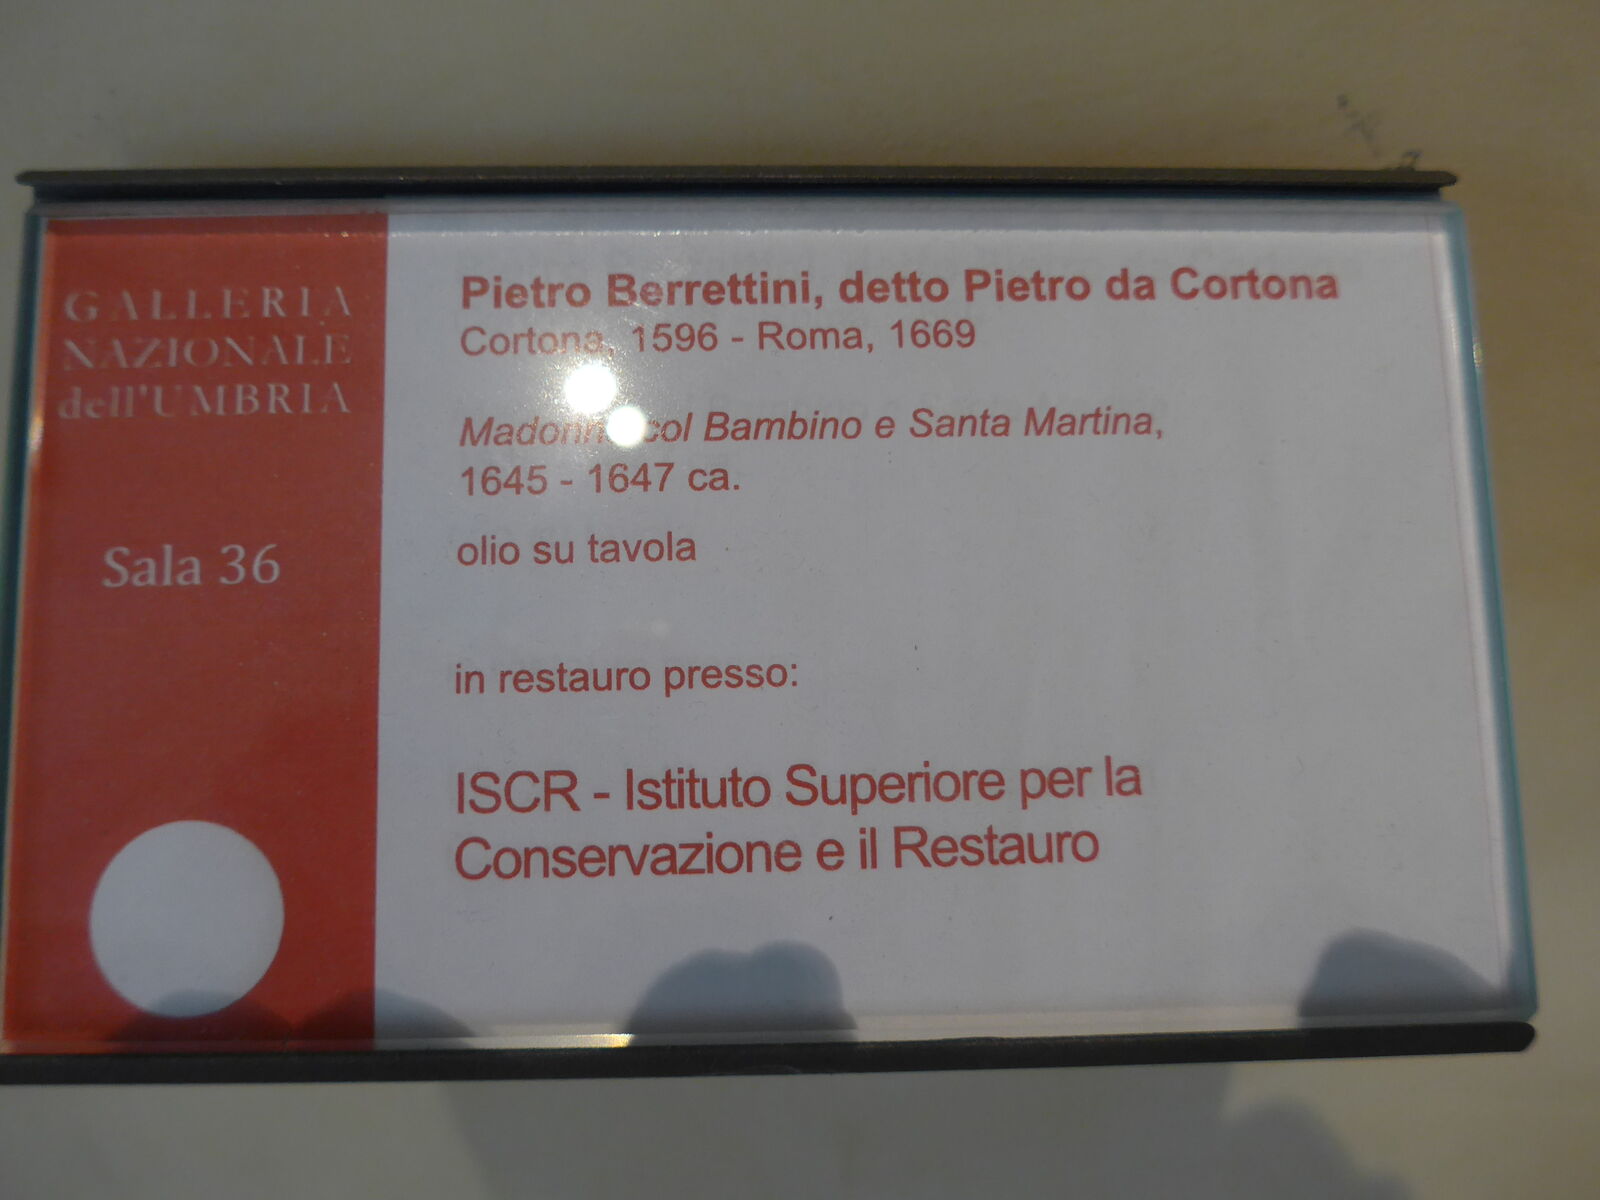 GALLERIA
NAZIONALE
dell'UMBRIA
Sala 36
Pietro Berrettini, detto Pietro da Cortona
Cortona, 1596 - Roma, 1669
Madonna col Bambino e Santa Martina,
1645 - 1647 ca.
olio su tavola
in restauro presso:
ISCR - Istituto Superiore per la
Conservazione e il Restauro